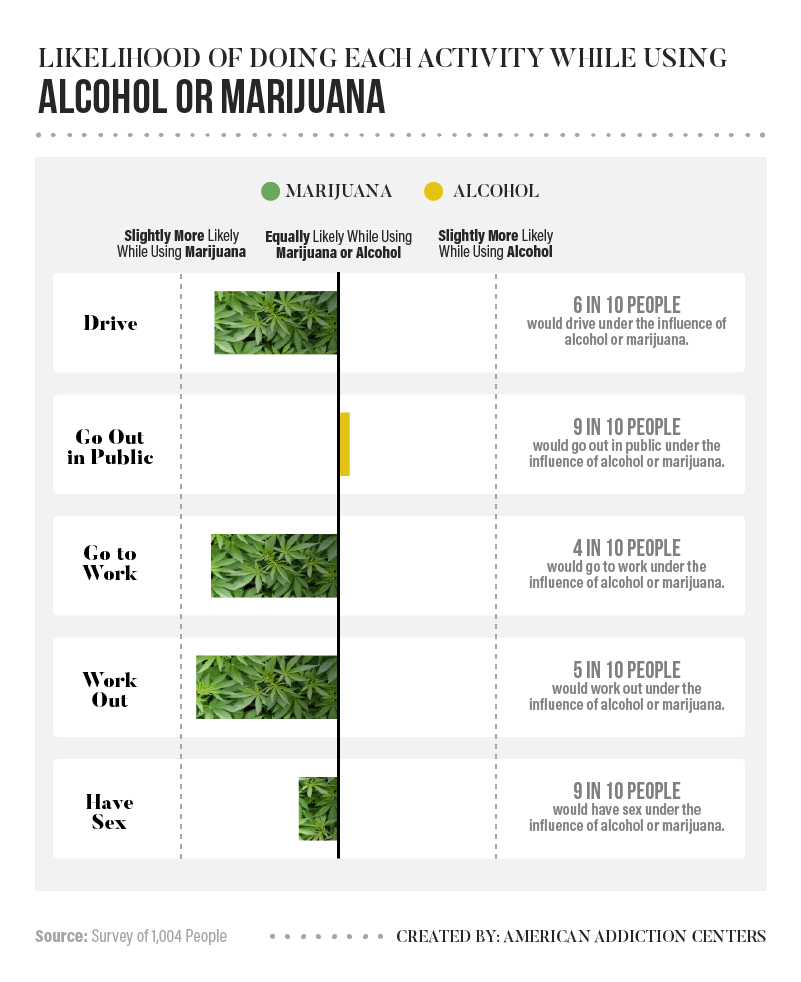 LIKELIHOOD OF DOING EACH ACTIVITY WHILE USING
ALCOHOL OR MARIJUANA
MARIJUANA
ALCOHOL
Slightly More Likely
While Using Marijuana
Equally Likely While Using
Marijuana or Alcohol
Slightly More Likely
While Using Alcohol
Drive
6 IN 10 PEOPLE
would drive under the influence of
alcohol or marijuana.
Go Out
in Public
9 IN 10 PEOPLE
would go out in public under the
influence of alcohol or marijuana.
Go to
Work
4 IN 10 PEOPLE
would go to work under the
influence of alcohol or marijuana.
Work
Out
5 IN 10 PEOPLE
would work out under the
influence of alcohol or marijuana.
Have
Sex
9 IN 10 PEOPLE
would have sex under the
influence of alcohol or marijuana.
Source: Survey of 1,004 People
CREATED BY: AMERICAN ADDICTION CENTERS